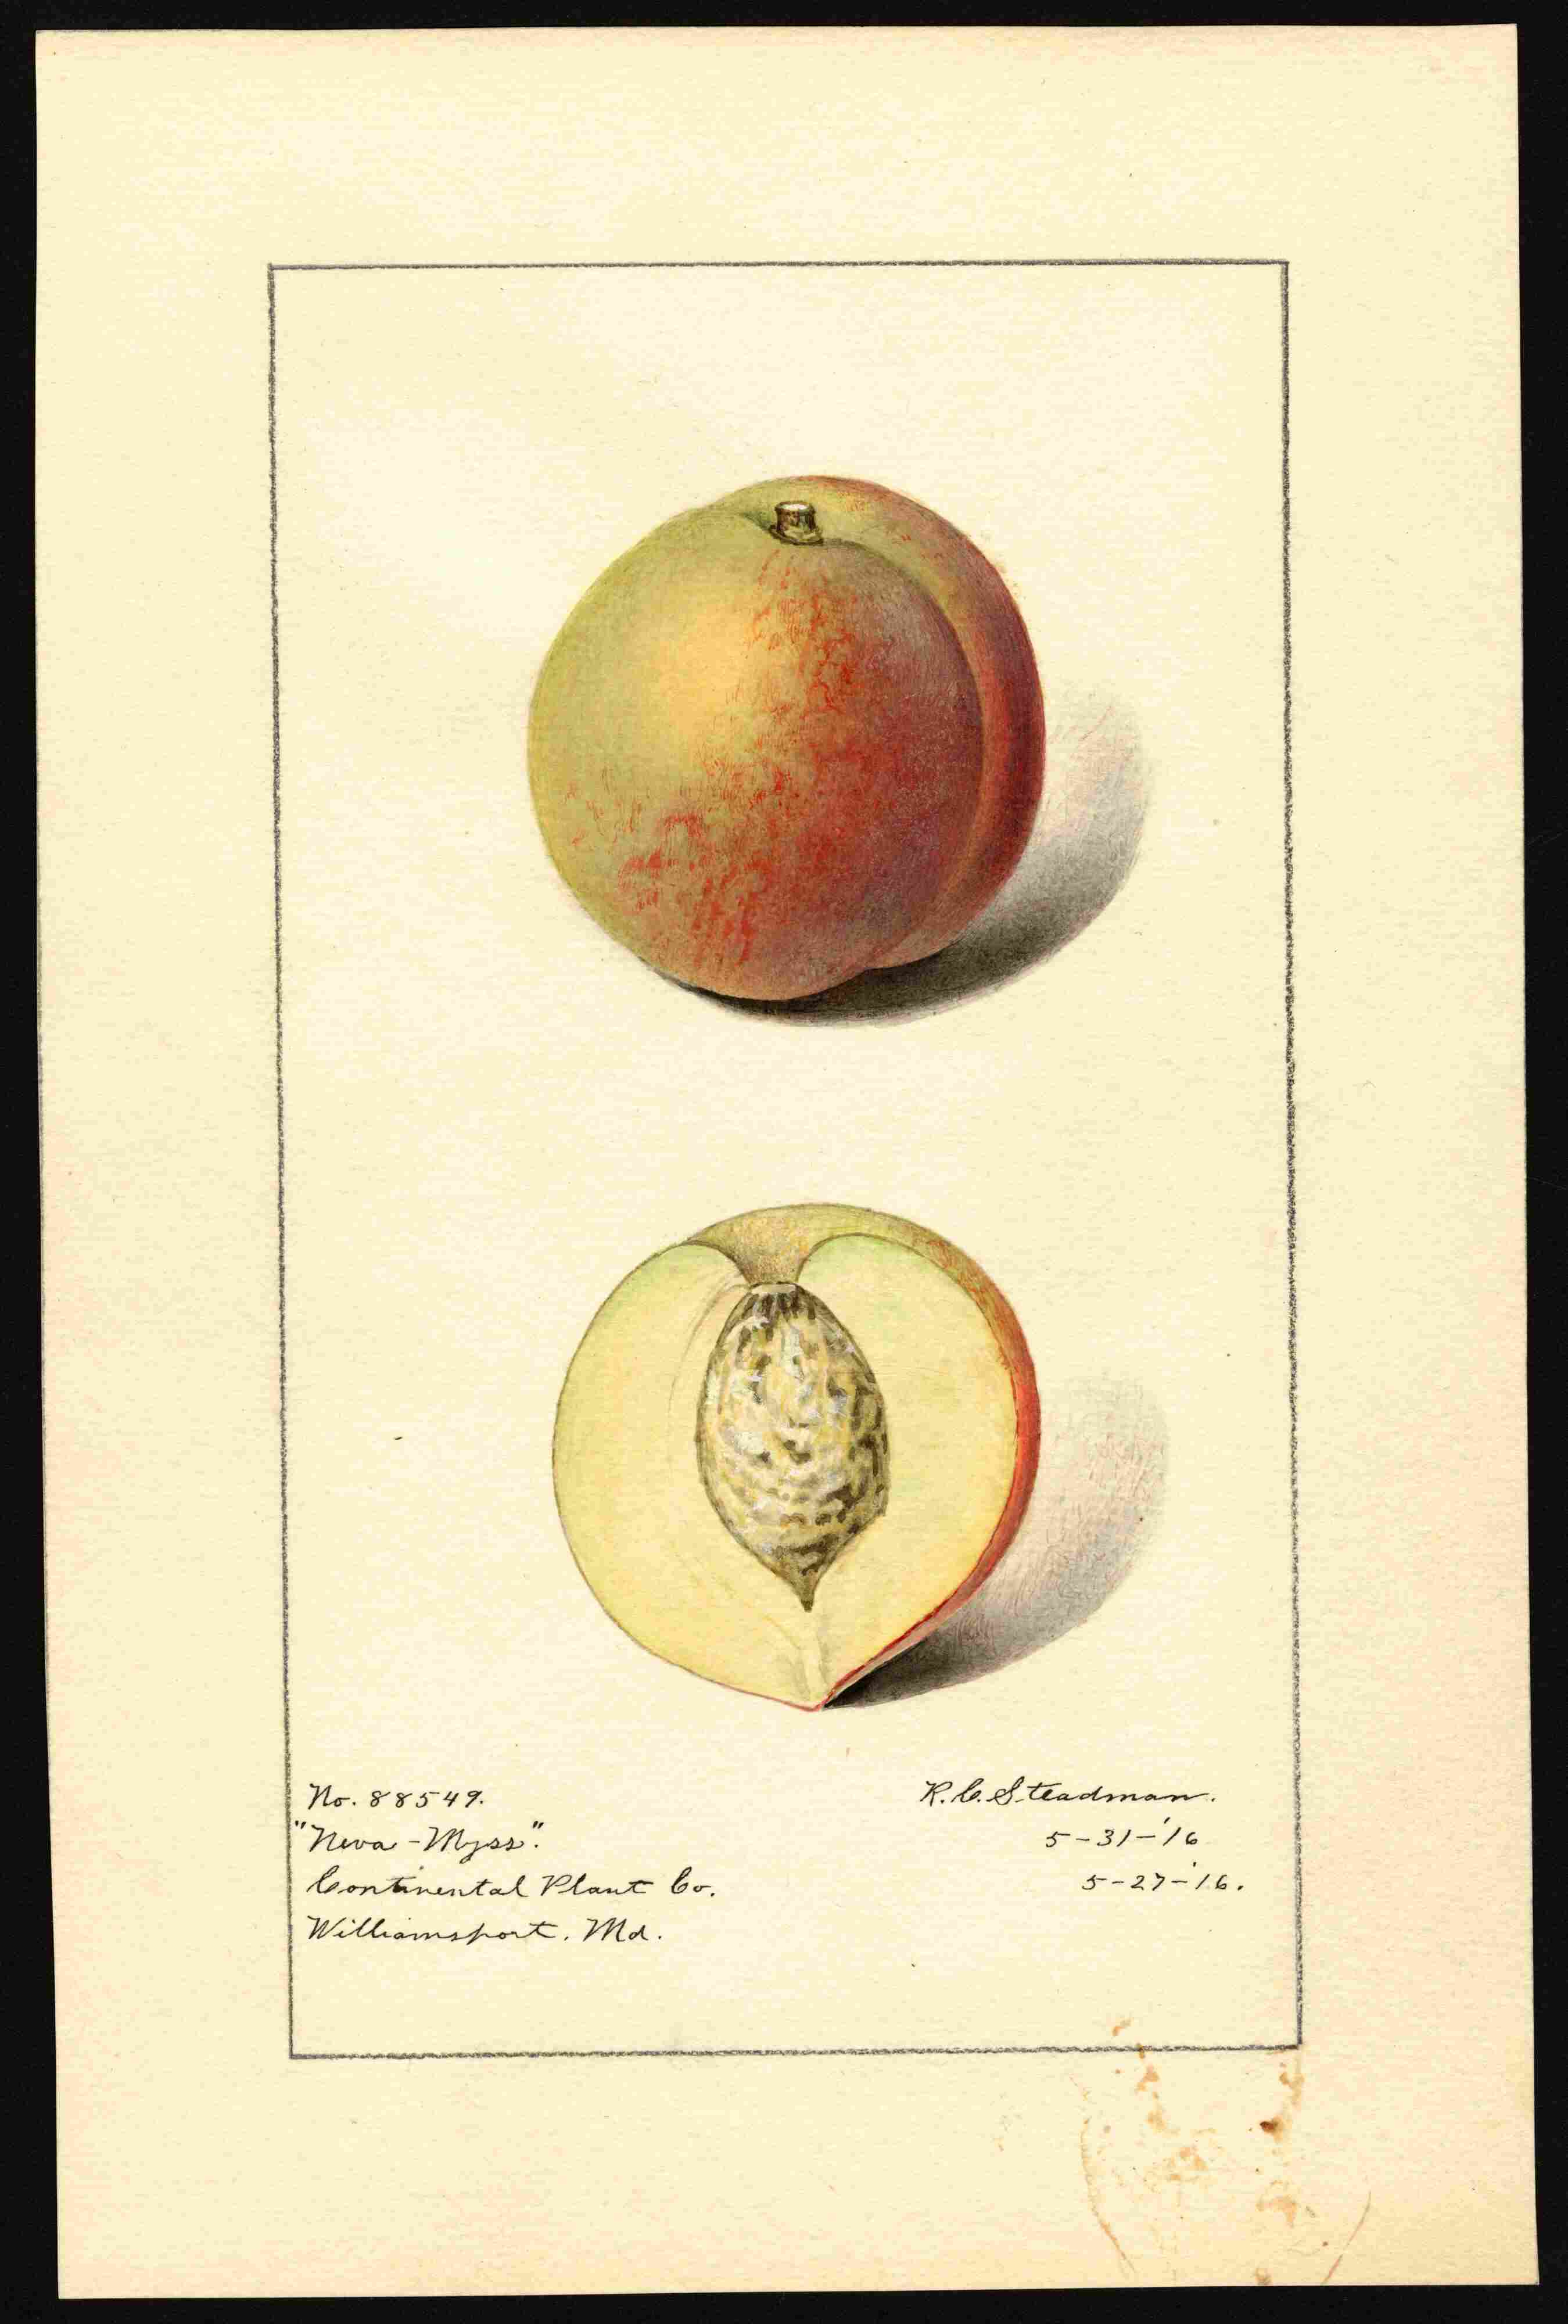 No. 88549.
"Neva-Myss".
Continental Plant Co.
Williamsport, Md.
R. C. Steadman.
5-31-'16
5-27-'16.